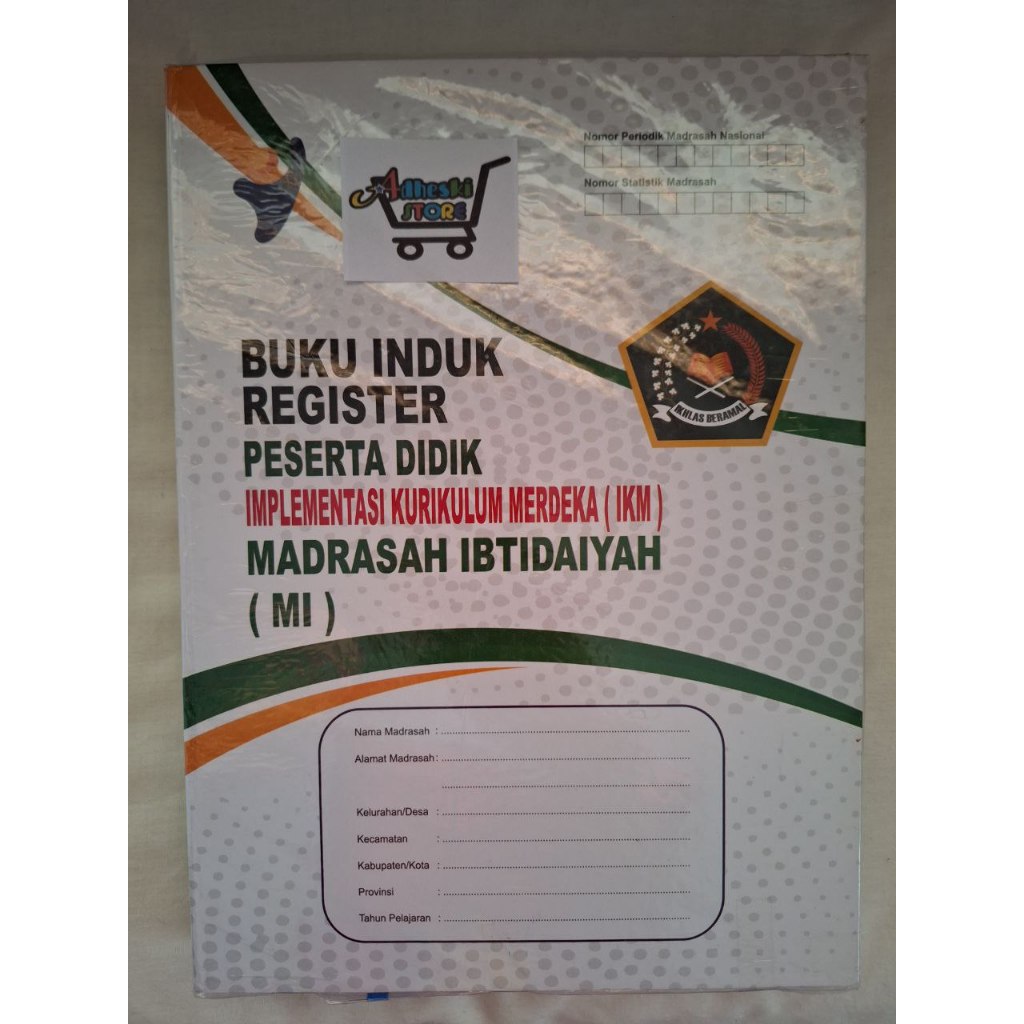 Nomor Periodik Madrasah Nasional
Nomor Statistik Madrasah
Adheski
STORE
IKHLAS BERAMAL
BUKU INDUK
REGISTER
PESERTA DIDIK
IMPLEMENTASI KURIKULUM MERDEKA ( IKM )
MADRASAH IBTIDAIYAH
( MI )
Nama Madrasah :
Alamat Madrasah :
Kelurahan/Desa :
Kecamatan :
Kabupaten/Kota :
Provinsi :
Tahun Pelajaran :